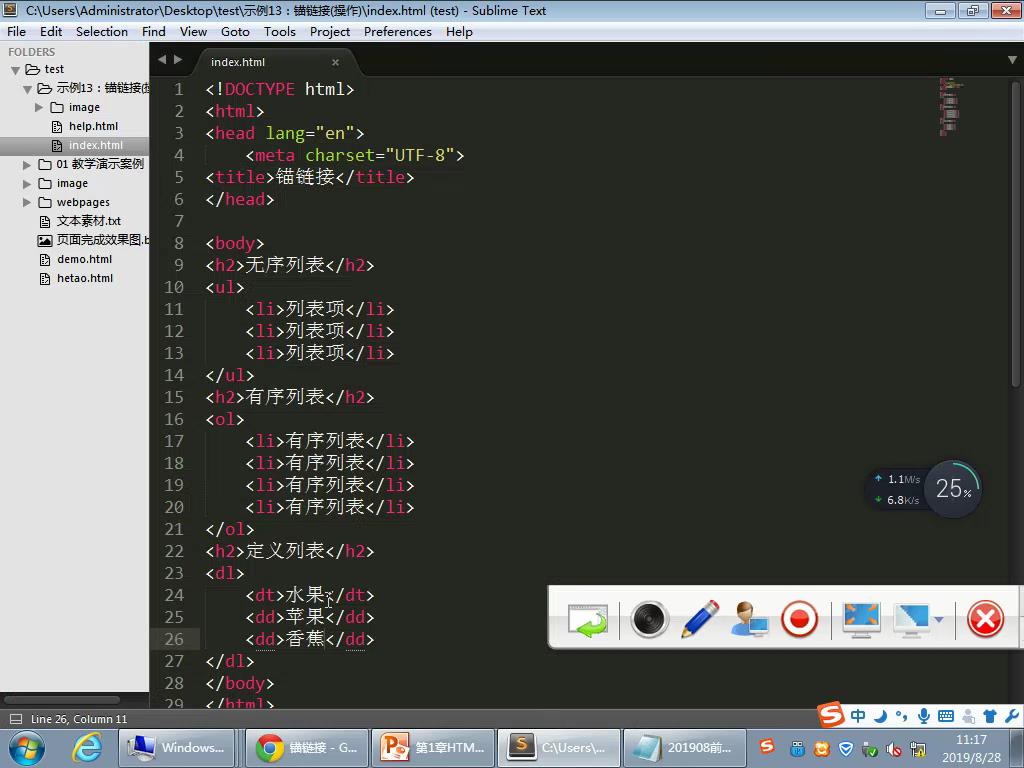 C:\Users\Administrator\Desktop\test\示例13：锚链接(操作)\index.html (test) - Sublime Text
File Edit Selection Find View Goto Tools Project Preferences Help
FOLDERS
test
示例13：锚链接(
image
help.html
index.html
01 教学演示案例
image
webpages
文本素材.txt
页面完成效果图.
demo.html
hetao.html
index.html ×
1 <!DOCTYPE html>
2 <html>
3 <head lang="en">
4 <meta charset="UTF-8">
5 <title>锚链接</title>
6 </head>
7
8 <body>
9 <h2>无序列表</h2>
10 <ul>
11 <li>列表项</li>
12 <li>列表项</li>
13 <li>列表项</li>
14 </ul>
15 <h2>有序列表</h2>
16 <ol>
17 <li>有序列表</li>
18 <li>有序列表</li>
19 <li>有序列表</li>
20 <li>有序列表</li>
21 </ol>
22 <h2>定义列表</h2>
23 <dl>
24 <dt>水果</dt>
25 <dd>苹果</dd>
26 <dd>香蕉</dd>
27 </dl>
28 </body>
29 </html>
1.1M/s
6.8K/s
25%
Line 26, Column 11
中
Windows...
锚链接 - G...
第1章HTM...
C:\Users\...
201908前...
11:17
2019/8/28